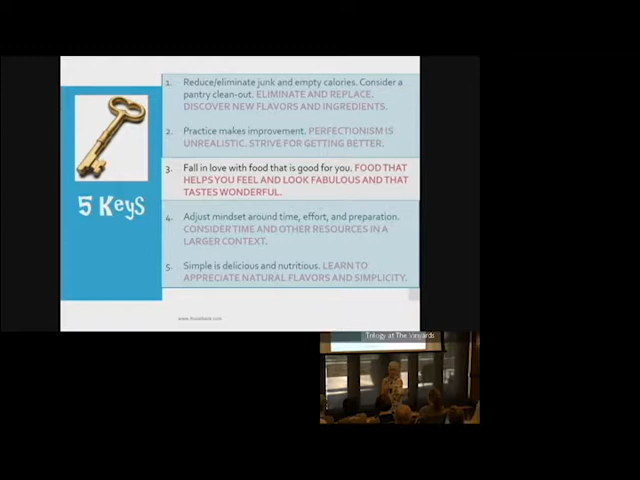 5 Keys
1. Reduce/eliminate junk and empty calories. Consider a
pantry clean-out. ELIMINATE AND REPLACE.
DISCOVER NEW FLAVORS AND INGREDIENTS.
2. Practice makes improvement. PERFECTIONISM IS
UNREALISTIC. STRIVE FOR GETTING BETTER.
3. Fall in love with food that is good for you. FOOD THAT
HELPS YOU FEEL AND LOOK FABULOUS AND THAT
TASTES WONDERFUL.
4. Adjust mindset around time, effort, and preparation.
CONSIDER TIME AND OTHER RESOURCES IN A
LARGER CONTEXT.
5. Simple is delicious and nutritious. LEARN TO
APPRECIATE NATURAL FLAVORS AND SIMPLICITY.
Trilogy at The Vineyards